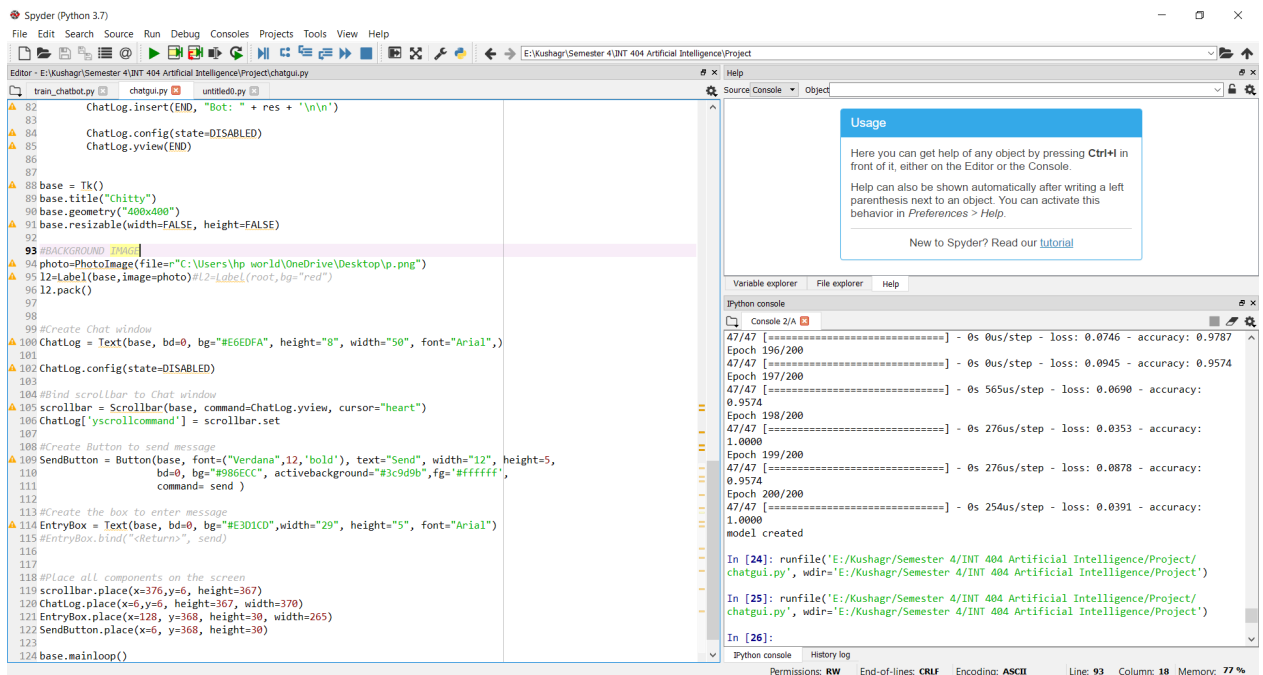 Spyder (Python 3.7)
File Edit Search Source Run Debug Consoles Projects Tools View Help
E:\Kushagr\Semester 4\INT 404 Artificial Intelligence\Project
Editor - E:\Kushagr\Semester 4\INT 404 Artificial Intelligence\Project\chatgui.py
train_chatbot.py chatgui.py untitled0.py
82 ChatLog.insert(END, "Bot: " + res + '\n\n')
83
84 ChatLog.config(state=DISABLED)
85 ChatLog.yview(END)
86
87
88 base = Tk()
89 base.title("Chitty")
90 base.geometry("400x400")
91 base.resizable(width=FALSE, height=FALSE)
92
93 #BACKGROUND IMAGE
94 photo=PhotoImage(file=r"C:\Users\hp world\OneDrive\Desktop\p.png")
95 l2=Label(base,image=photo)#l2=Label(root,bg="red")
96 l2.pack()
97
98
99 #Create Chat window
100 ChatLog = Text(base, bd=0, bg="#E6EDFA", height="8", width="50", font="Arial",)
101
102 ChatLog.config(state=DISABLED)
103
104 #Bind scrollbar to Chat window
105 scrollbar = Scrollbar(base, command=ChatLog.yview, cursor="heart")
106 ChatLog['yscrollcommand'] = scrollbar.set
107
108 #Create Button to send message
109 SendButton = Button(base, font=("Verdana",12,'bold'), text="Send", width="12", height=5,
110 bd=0, bg="#986ECC", activebackground="#3c9d9b",fg='#ffffff',
111 command= send )
112
113 #Create the box to enter message
114 EntryBox = Text(base, bd=0, bg="#E3D1CD",width="29", height="5", font="Arial")
115 #EntryBox.bind("<Return>", send)
116
117
118 #Place all components on the screen
119 scrollbar.place(x=376,y=6, height=367)
120 ChatLog.place(x=6,y=6, height=367, width=370)
121 EntryBox.place(x=128, y=368, height=30, width=265)
122 SendButton.place(x=6, y=368, height=30)
123
124 base.mainloop()
Help
Source Console Object
Usage
Here you can get help of any object by pressing Ctrl+I in
front of it, either on the Editor or the Console.
Help can also be shown automatically after writing a left
parenthesis next to an object. You can activate this
behavior in Preferences > Help.
New to Spyder? Read our tutorial
Variable explorer File explorer Help
IPython console
Console 2/A
47/47 [==============================] - 0s 0us/step - loss: 0.0746 - accuracy: 0.9787
Epoch 196/200
47/47 [==============================] - 0s 0us/step - loss: 0.0945 - accuracy: 0.9574
Epoch 197/200
47/47 [==============================] - 0s 565us/step - loss: 0.0690 - accuracy:
0.9574
Epoch 198/200
47/47 [==============================] - 0s 276us/step - loss: 0.0353 - accuracy:
1.0000
Epoch 199/200
47/47 [==============================] - 0s 276us/step - loss: 0.0878 - accuracy:
0.9574
Epoch 200/200
47/47 [==============================] - 0s 254us/step - loss: 0.0391 - accuracy:
1.0000
model created
In [24]: runfile('E:/Kushagr/Semester 4/INT 404 Artificial Intelligence/Project/
chatgui.py', wdir='E:/Kushagr/Semester 4/INT 404 Artificial Intelligence/Project')
In [25]: runfile('E:/Kushagr/Semester 4/INT 404 Artificial Intelligence/Project/
chatgui.py', wdir='E:/Kushagr/Semester 4/INT 404 Artificial Intelligence/Project')
In [26]:
IPython console History log
Permissions: RW End-of-lines: CRLF Encoding: ASCII Line: 93 Column: 18 Memory: 77 %